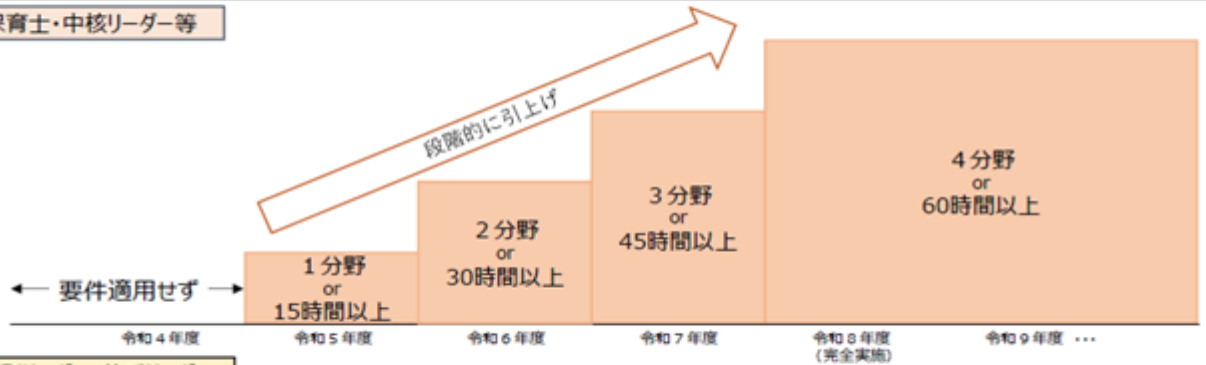 育士・中核リーダー等
段階的に引上げ
4分野
or
60時間以上
3分野
or
45時間以上
2分野
or
30時間以上
1分野
or
15時間以上
← 要件適用せず →
令和4年度 令和5年度 令和6年度 令和7年度 令和8年度 令和9年度 ・・・
(完全実施)